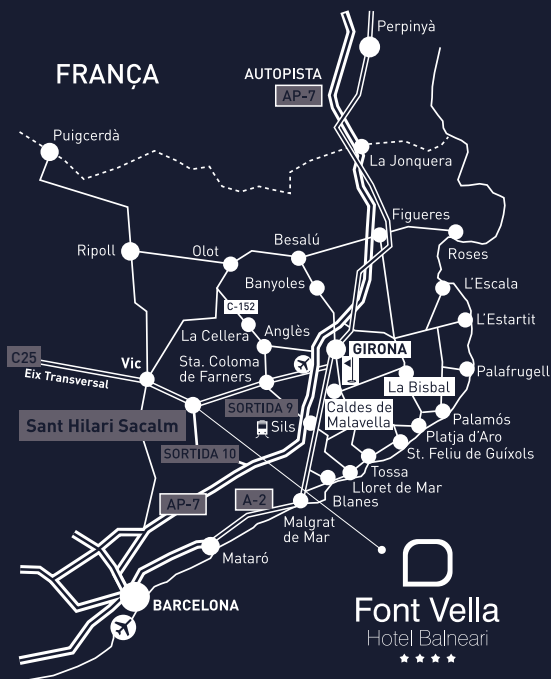 Perpinyà
FRANÇA
AUTOPISTA
AP-7
Puigcerdà
La Jonquera
Figueres
Roses
Ripoll
Olot
Besalú
Banyoles
L'Escala
C-152
L'Estartit
La Cellera
Anglès
GIRONA
C25
Eix Transversal
Vic
Sta. Coloma
de Farners
La Bisbal
Palafrugell
Sant Hilari Sacalm
SORTIDA 9
Sils
Caldes de
Malavella
Palamós
Platja d'Aro
St. Feliu de Guíxols
SORTIDA 10
Tossa
Lloret de Mar
Blanes
AP-7
A-2
Malgrat
de Mar
Mataró
BARCELONA
Font Vella
Hotel Balneari